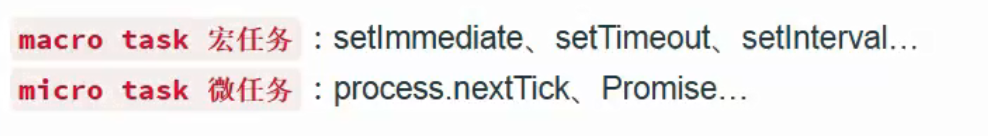 macro task 宏任务 ：setImmediate、setTimeout、setInterval…
micro task 微任务 ：process.nextTick、Promise…